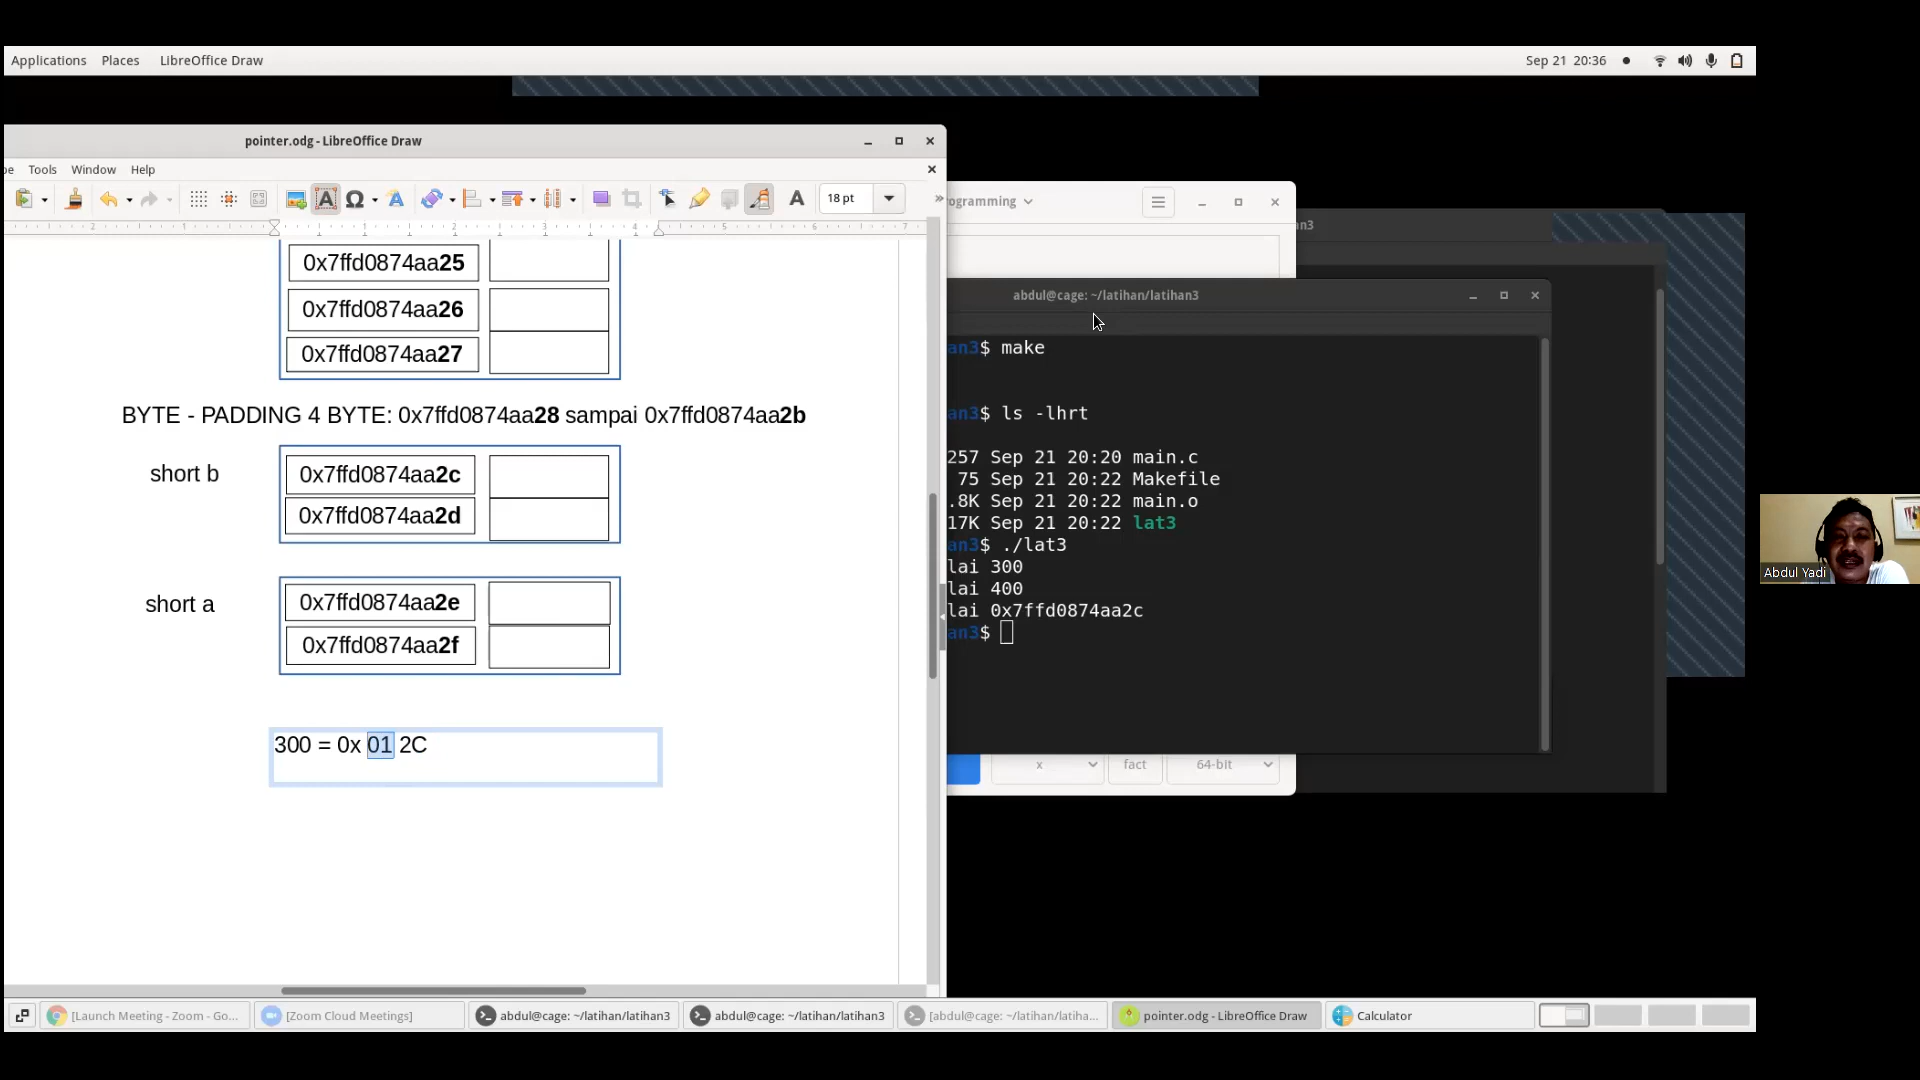 Applications Places LibreOffice Draw Sep 21 20:36
pointer.odg - LibreOffice Draw
pe Tools Window Help
18 pt
0x7ffd0874aa25
0x7ffd0874aa26
0x7ffd0874aa27
BYTE - PADDING 4 BYTE: 0x7ffd0874aa28 sampai 0x7ffd0874aa2b
short b
0x7ffd0874aa2c
0x7ffd0874aa2d
short a
0x7ffd0874aa2e
0x7ffd0874aa2f
300 = 0x 01 2C
ogramming
an3
abdul@cage: ~/latihan/latihan3
an3$ make
an3$ ls -lhrt
257 Sep 21 20:20 main.c
75 Sep 21 20:22 Makefile
.8K Sep 21 20:22 main.o
17K Sep 21 20:22 lat3
an3$ ./lat3
lai 300
lai 400
lai 0x7ffd0874aa2c
an3$
x fact 64-bit
Abdul Yadi
[Launch Meeting - Zoom - Go... [Zoom Cloud Meetings] abdul@cage: ~/latihan/latihan3 abdul@cage: ~/latihan/latihan3 [abdul@cage: ~/latihan/latiha... pointer.odg - LibreOffice Draw Calculator